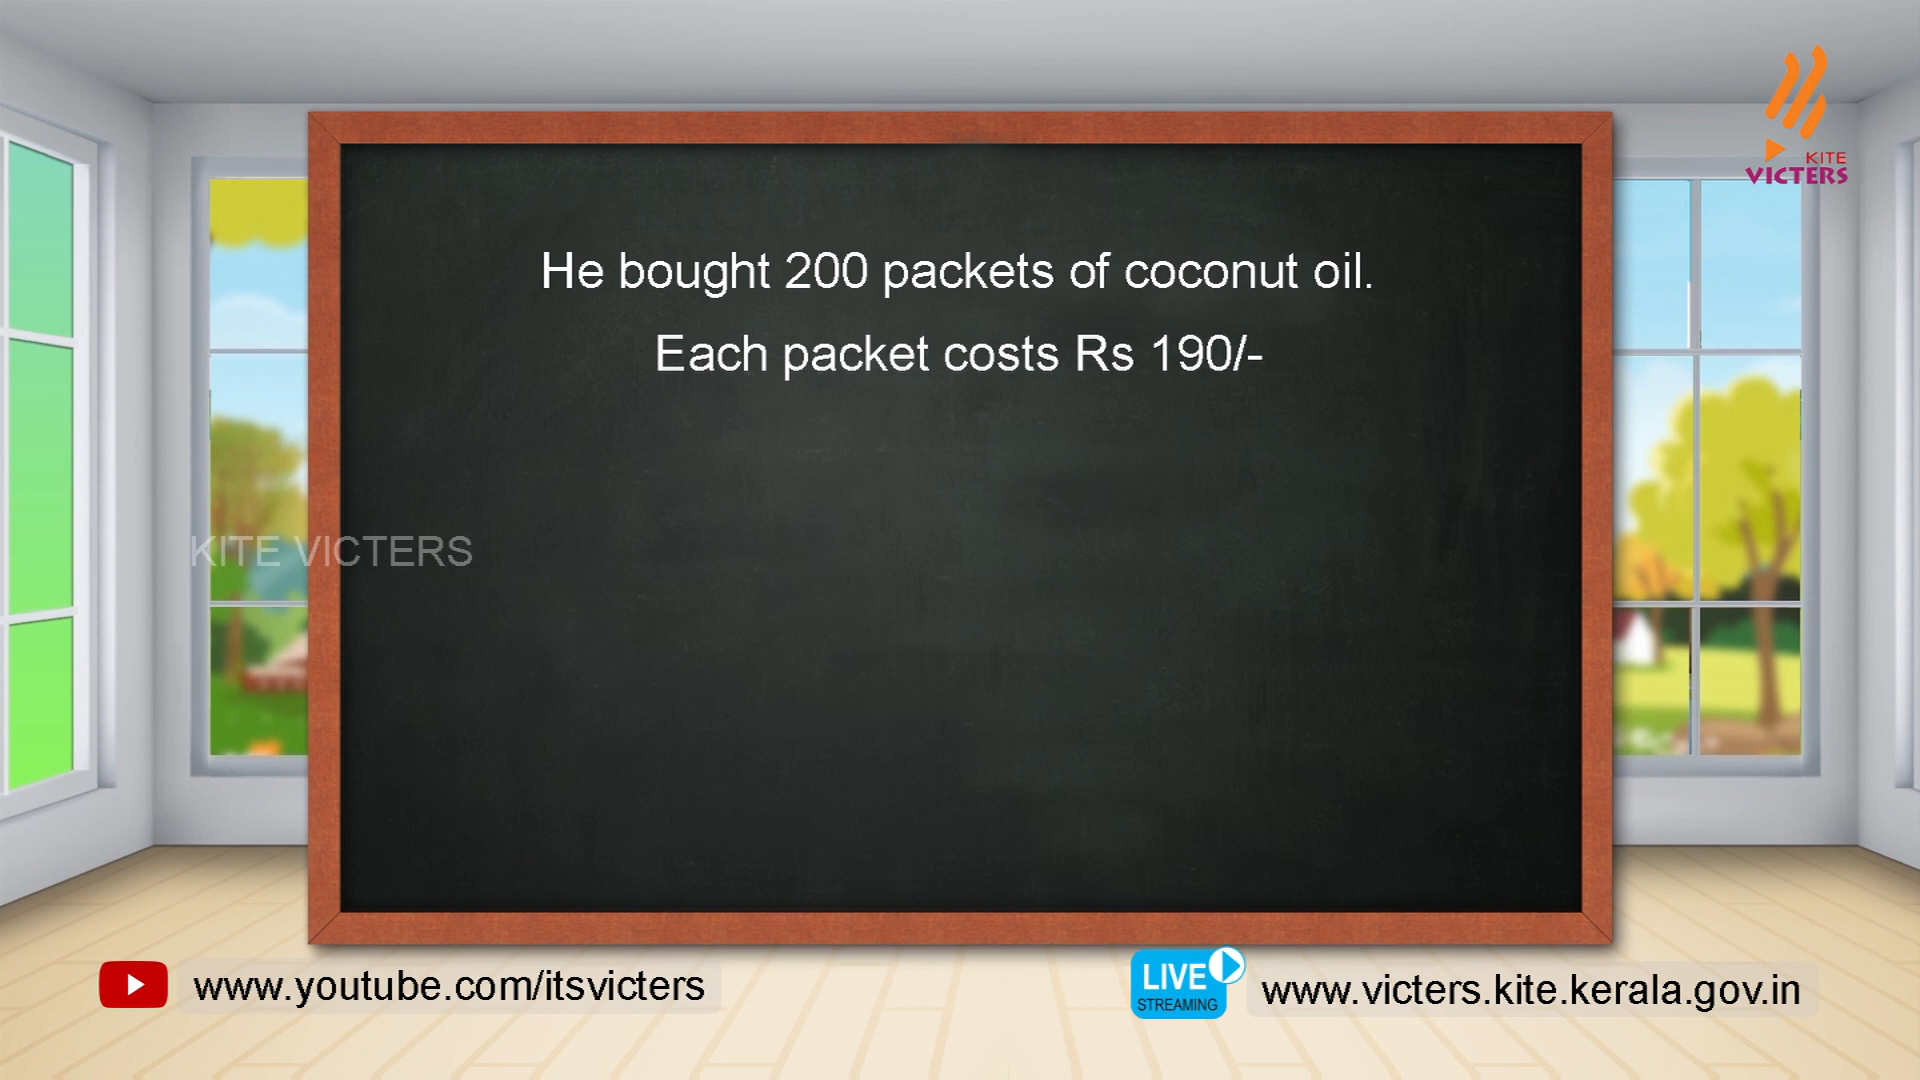 KITE
VICTERS
He bought 200 packets of coconut oil.
Each packet costs Rs 190/-
KITE VICTERS
www.youtube.com/itsvicters
LIVE
STREAMING
www.victers.kite.kerala.gov.in